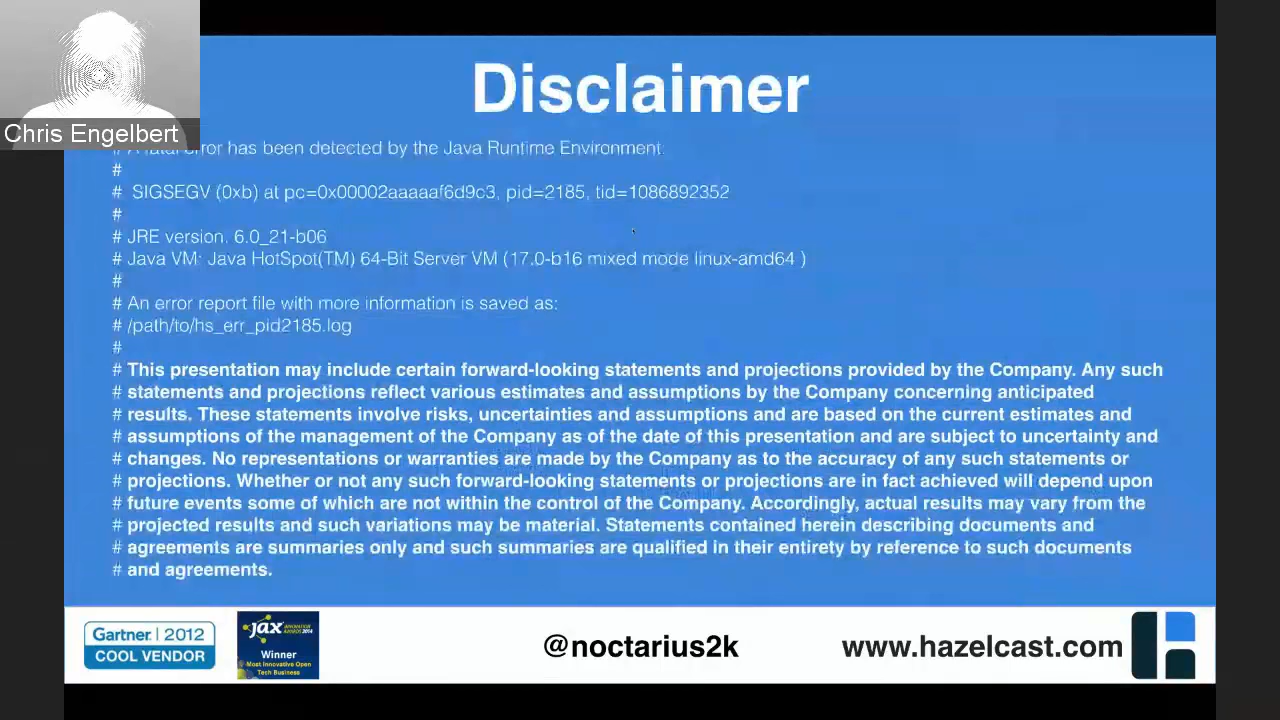 Disclaimer
Chris Engelbert
# A fatal error has been detected by the Java Runtime Environment:
#
# SIGSEGV (0xb) at pc=0x00002aaaaaf6d9c3, pid=2185, tid=1086892352
#
# JRE version: 6.0_21-b06
# Java VM: Java HotSpot(TM) 64-Bit Server VM (17.0-b16 mixed mode linux-amd64 )
#
# An error report file with more information is saved as:
# /path/to/hs_err_pid2185.log
#
# This presentation may include certain forward-looking statements and projections provided by the Company. Any such
# statements and projections reflect various estimates and assumptions by the Company concerning anticipated
# results. These statements involve risks, uncertainties and assumptions and are based on the current estimates and
# assumptions of the management of the Company as of the date of this presentation and are subject to uncertainty and
# changes. No representations or warranties are made by the Company as to the accuracy of any such statements or
# projections. Whether or not any such forward-looking statements or projections are in fact achieved will depend upon
# future events some of which are not within the control of the Company. Accordingly, actual results may vary from the
# projected results and such variations may be material. Statements contained herein describing documents and
# agreements are summaries only and such summaries are qualified in their entirety by reference to such documents
# and agreements.
Gartner | 2012
COOL VENDOR
jax INNOVATION AWARDS 2014
Winner
Most Innovative Open
Tech Business
@noctarius2k
www.hazelcast.com